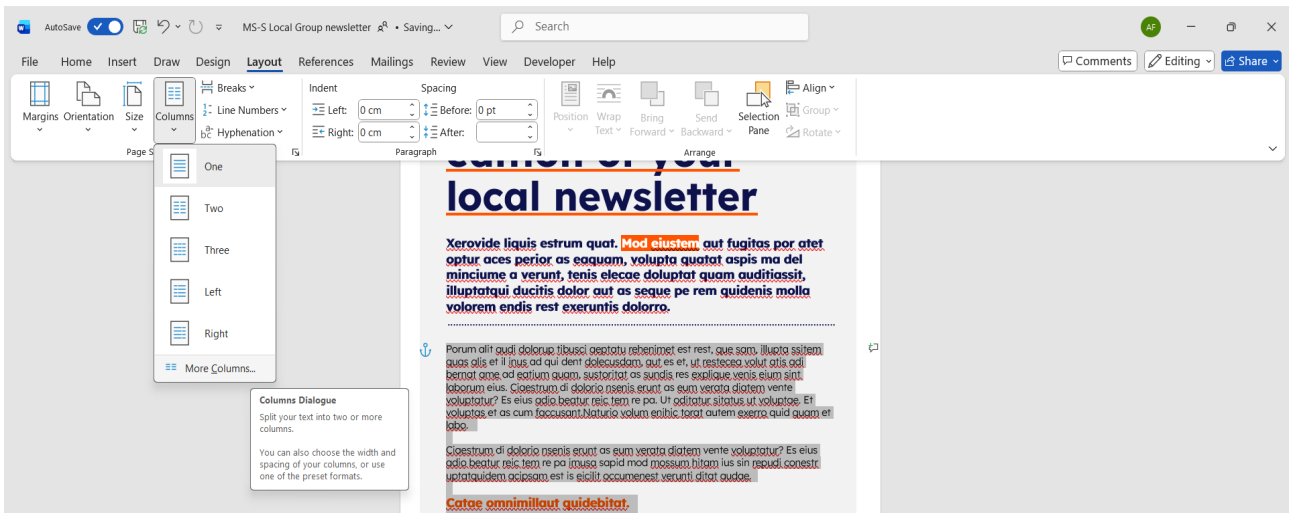 AutoSave MS-S Local Group newsletter • Saving... Search AF
File Home Insert Draw Design Layout References Mailings Review View Developer Help Comments Editing Share
Margins Orientation Size Columns Breaks Line Numbers Hyphenation
Indent Left: 0 cm Right: 0 cm
Spacing Before: 0 pt After:
Position Wrap Text Bring Forward Send Backward Selection Pane Align Group Rotate
Page S Paragraph Arrange
One
Two
Three
Left
Right
More Columns...
Columns Dialogue
Split your text into two or more
columns.
You can also choose the width and
spacing of your columns, or use
one of the preset formats.
edition of your
local newsletter
Xerovide liquis estrum quat. Mod eiustem aut fugitas por atet
optur aces perior as eaquam, volupta quatat aspis ma del
minciume a verunt, tenis elecae doluptat quam auditiassit,
illuptatqui ducitis dolor aut as seque pe rem quidenis molla
volorem endis rest exeruntis dolorro.
Porum alit qudi dolorup tibusci aeptatu rehenimet est rest, que sam, illupta ssitem
quas alis et il inus ad qui dent dolecusdam, aut es et, ut restecea volut atis adi
bernat ame ad eatium quam, sustoritat as sundis res explique venis eium sint
laborum eius. Ciaestrum di dolorio nsenis erunt as eum verata diatem vente
voluptatur? Es eius adio beatur reic tem re pa. Ut oditatur sitatus ut voluptae. Et
voluptas et as cum faccusant.Naturio volum enihic torat autem exerro quid quam et
labo.
Ciaestrum di dolorio nsenis erunt as eum verata diatem vente voluptatur? Es eius
adio beatur reic tem re pa imusa sapid mod mossum hitam ius sin repudi conestr
uptatquidem acipsam est is eicilit occumenest verunti ditat audae.
Catae omnimillaut quidebitat.